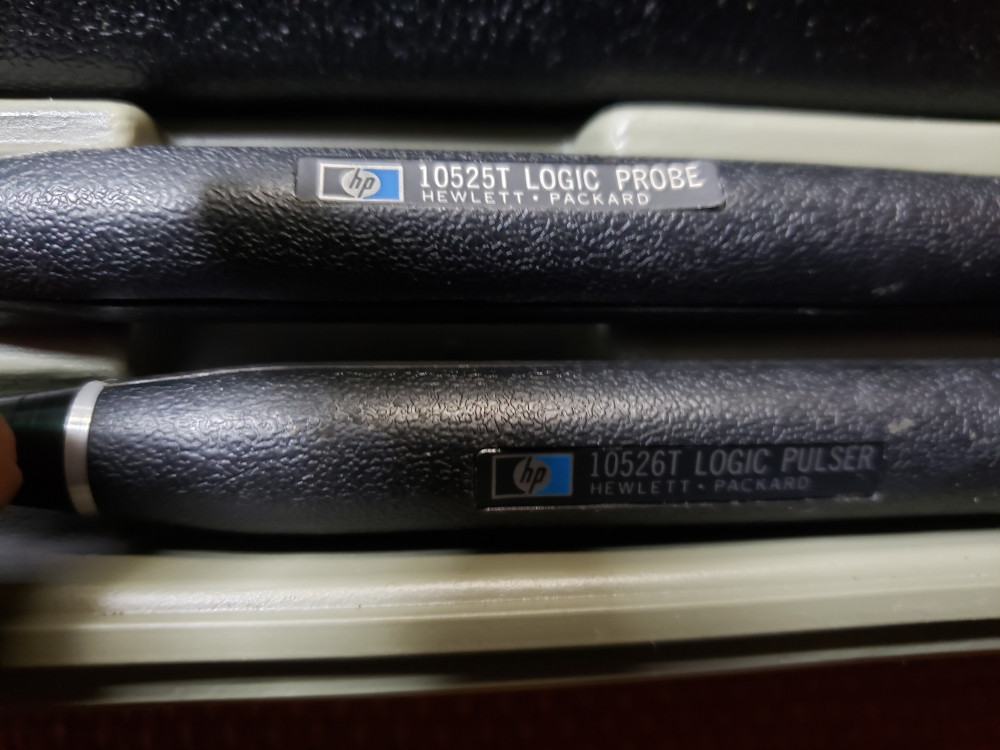 hp 10525T LOGIC PROBE
HEWLETT • PACKARD
hp 10526T LOGIC PULSER
HEWLETT • PACKARD